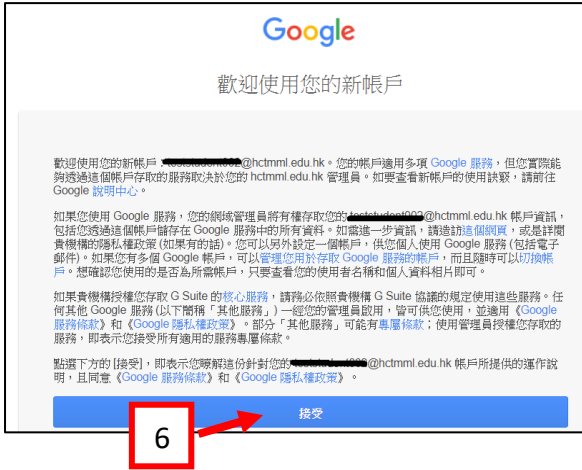 Google
歡迎使用您的新帳戶
歡迎使用您的新帳戶：@hctmml.edu.hk。您的帳戶適用多項 Google 服務，但您實際能
夠透過這個帳戶存取的服務取決於您的 hctmml.edu.hk 管理員。如要查看新帳戶的使用訣竅，請前往
Google 說明中心。
如果您使用 Google 服務，您的網域管理員將有權存取您的@hctmml.edu.hk 帳戶資訊，
包括您透過這個帳戶儲存在 Google 服務中的所有資料。如需進一步資訊，請造訪這個網頁，或是詳閱
貴機構的隱私權政策 (如果有的話)。您可以另外設定一個帳戶，供您個人使用 Google 服務 (包括電子
郵件)。如果您有多個 Google 帳戶，可以管理您用於存取 Google 服務的帳戶，而且隨時可以切換帳
戶。想確認您使用的是否為所需帳戶，只要查看您的使用者名稱和個人資料相片即可。
如果貴機構授權您存取 G Suite 的核心服務，請務必依照貴機構 G Suite 協議的規定使用這些服務。任
何其他 Google 服務 (以下簡稱「其他服務」) 一經您的管理員啟用，皆可供您使用，並適用《Google
服務條款》和《Google 隱私權政策》。部分「其他服務」可能有專屬條款；使用管理員授權您存取的
服務，即表示您接受所有適用的服務專屬條款。
點選下方的 [接受]，即表示您瞭解這份針對您的@hctmml.edu.hk 帳戶所提供的運作說
明，且同意《Google 服務條款》和《Google 隱私權政策》。
接受
6